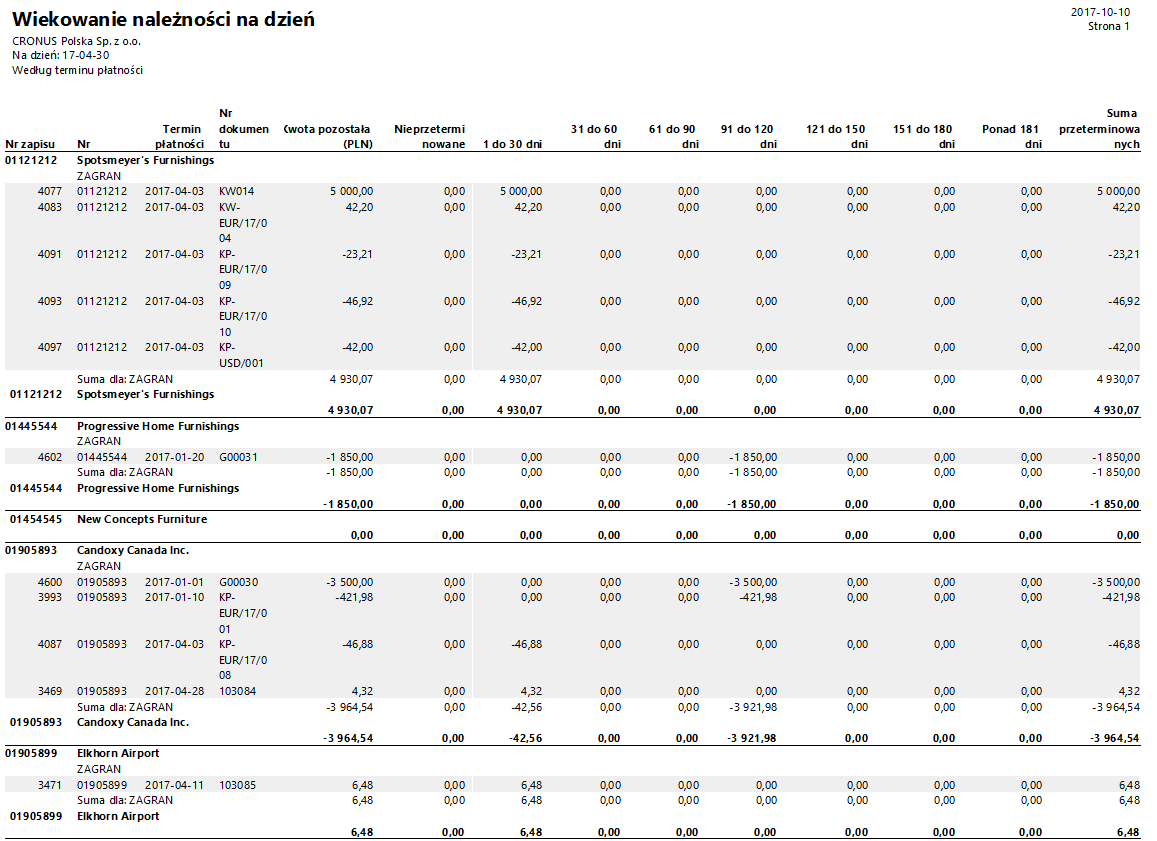 Wiekowanie należności na dzień
2017-10-10
CRONUS Polska Sp. z o.o.
Strona 1
Na dzień: 17-04-30
Według terminu płatności
Nr Suma
Termin dokumen (wota pozostała Nieprzetermi 31 do 60 61 do 90 91 do 120 121 do 150 151 do 180 Ponad 181 przeterminowa
Nr zapisu Nr płatności tu (PLN) nowane 1 do 30 dni dni dni dni dni dni dni nych
01121212 Spotsmeyer's Furnishings
ZAGRAN
4077 01121212 2017-04-03 KW014 5 000,00 0,00 5 000,00 0,00 0,00 0,00 0,00 0,00 0,00 5 000,00
4083 01121212 2017-04-03 KW- 42,20 0,00 42,20 0,00 0,00 0,00 0,00 0,00 0,00 42,20
EUR/17/0
04
4091 01121212 2017-04-03 KP- -23,21 0,00 -23,21 0,00 0,00 0,00 0,00 0,00 0,00 -23,21
EUR/17/0
09
4093 01121212 2017-04-03 KP- -46,92 0,00 -46,92 0,00 0,00 0,00 0,00 0,00 0,00 -46,92
EUR/17/0
10
4097 01121212 2017-04-03 KP- -42,00 0,00 -42,00 0,00 0,00 0,00 0,00 0,00 0,00 -42,00
USD/001
Suma dla: ZAGRAN 4 930,07 0,00 4 930,07 0,00 0,00 0,00 0,00 0,00 0,00 4 930,07
01121212 Spotsmeyer's Furnishings
4 930,07 0,00 4 930,07 0,00 0,00 0,00 0,00 0,00 0,00 4 930,07
01445544 Progressive Home Furnishings
ZAGRAN
4602 01445544 2017-01-20 G00031 -1 850,00 0,00 0,00 0,00 0,00 -1 850,00 0,00 0,00 0,00 -1 850,00
Suma dla: ZAGRAN -1 850,00 0,00 0,00 0,00 0,00 -1 850,00 0,00 0,00 0,00 -1 850,00
01445544 Progressive Home Furnishings
-1 850,00 0,00 0,00 0,00 0,00 -1 850,00 0,00 0,00 0,00 -1 850,00
01454545 New Concepts Furniture
0,00 0,00 0,00 0,00 0,00 0,00 0,00 0,00 0,00 0,00
01905893 Candoxy Canada Inc.
ZAGRAN
4600 01905893 2017-01-01 G00030 -3 500,00 0,00 0,00 0,00 0,00 -3 500,00 0,00 0,00 0,00 -3 500,00
3993 01905893 2017-01-10 KP- -421,98 0,00 0,00 0,00 0,00 -421,98 0,00 0,00 0,00 -421,98
EUR/17/0
01
4087 01905893 2017-04-03 KP- -46,88 0,00 -46,88 0,00 0,00 0,00 0,00 0,00 0,00 -46,88
EUR/17/0
08
3469 01905893 2017-04-28 103084 4,32 0,00 4,32 0,00 0,00 0,00 0,00 0,00 0,00 4,32
Suma dla: ZAGRAN -3 964,54 0,00 -42,56 0,00 0,00 -3 921,98 0,00 0,00 0,00 -3 964,54
01905893 Candoxy Canada Inc.
-3 964,54 0,00 -42,56 0,00 0,00 -3 921,98 0,00 0,00 0,00 -3 964,54
01905899 Elkhorn Airport
ZAGRAN
3471 01905899 2017-04-11 103085 6,48 0,00 6,48 0,00 0,00 0,00 0,00 0,00 0,00 6,48
Suma dla: ZAGRAN 6,48 0,00 6,48 0,00 0,00 0,00 0,00 0,00 0,00 6,48
01905899 Elkhorn Airport
6,48 0,00 6,48 0,00 0,00 0,00 0,00 0,00 0,00 6,48